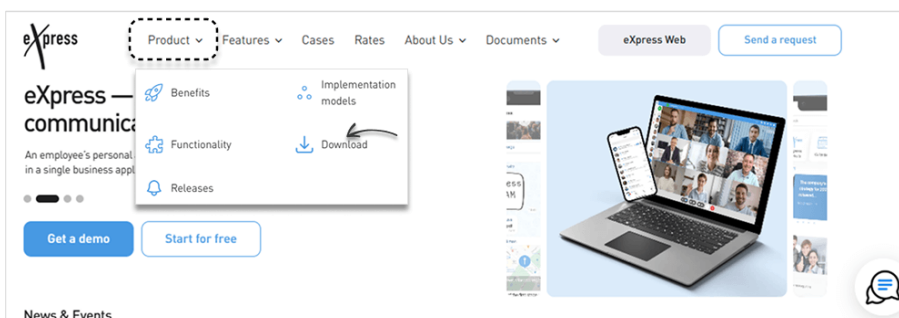 eXpress
Product Features Cases Rates About Us Documents eXpress Web Send a request
Benefits
Implementation
models
Functionality
Download
Releases
eXpress —
communica
An employee's personal
in a single business appl
Get a demo Start for free
News & Events